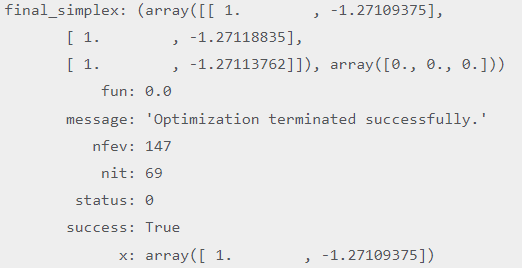 final_simplex: (array([[ 1.        , -1.27109375],
       [ 1.        , -1.27118835],
       [ 1.        , -1.27113762]]), array([0., 0., 0.]))
           fun: 0.0
       message: 'Optimization terminated successfully.'
          nfev: 147
           nit: 69
        status: 0
       success: True
             x: array([ 1.        , -1.27109375])